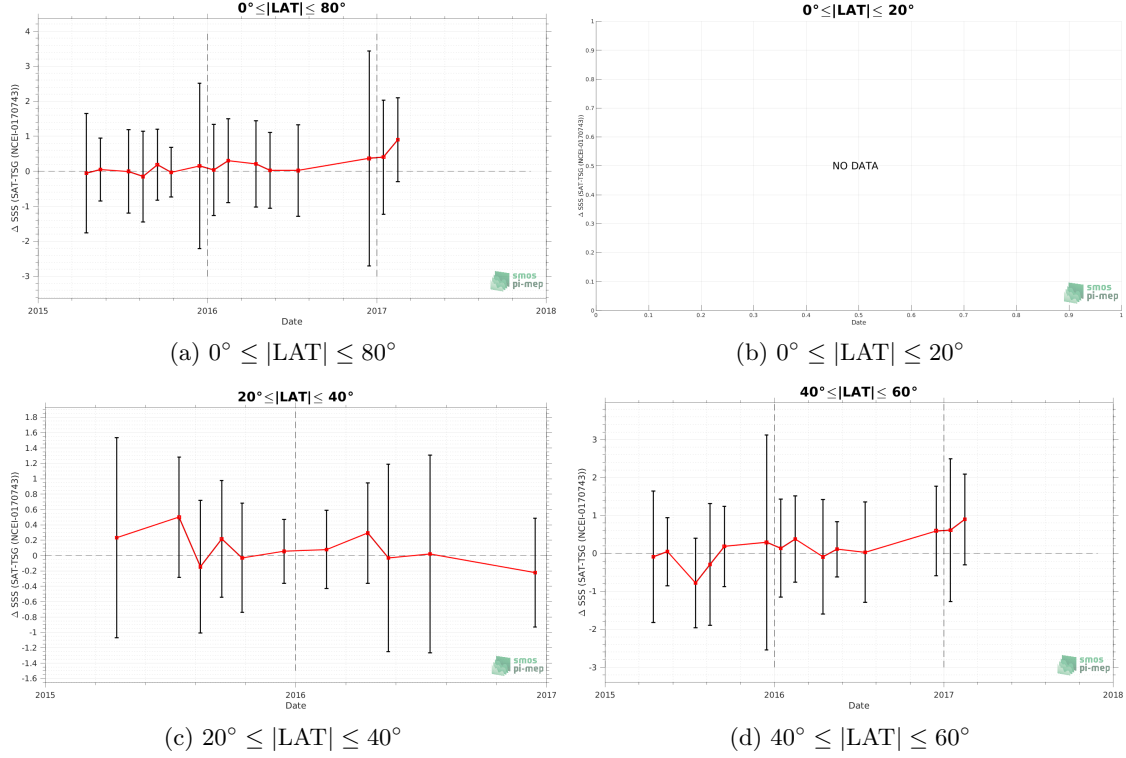 0°≤|LAT|≤ 80°
Δ SSS (SAT-TSG (NCEI-0170743))
4
3
2
1
0
-1
-2
-3
2015 2016 2017 2018
Date
smos
pi-mep
(a) 0° ≤ |LAT| ≤ 80°
0°≤|LAT|≤ 20°
Δ SSS (SAT-TSG (NCEI-0170743))
1
0.9
0.8
0.7
0.6
0.5
0.4
0.3
0.2
0.1
0
NO DATA
0 0.1 0.2 0.3 0.4 0.5 0.6 0.7 0.8 0.9 1
Date
smos
pi-mep
(b) 0° ≤ |LAT| ≤ 20°
20°≤|LAT|≤ 40°
Δ SSS (SAT-TSG (NCEI-0170743))
1.8
1.6
1.4
1.2
1
0.8
0.6
0.4
0.2
0
-0.2
-0.4
-0.6
-0.8
-1
-1.2
-1.4
-1.6
2015 2016 2017
Date
smos
pi-mep
(c) 20° ≤ |LAT| ≤ 40°
40°≤|LAT|≤ 60°
Δ SSS (SAT-TSG (NCEI-0170743))
3
2
1
0
-1
-2
-3
2015 2016 2017 2018
Date
smos
pi-mep
(d) 40° ≤ |LAT| ≤ 60°